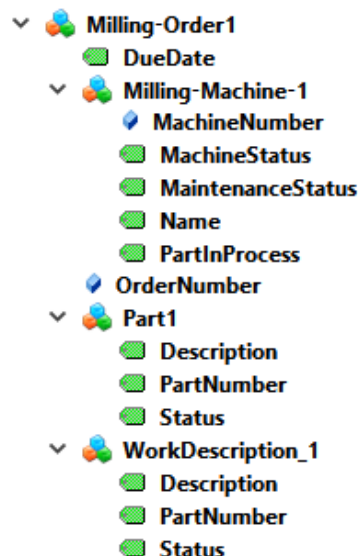 Milling-Order1
DueDate
Milling-Machine-1
MachineNumber
MachineStatus
MaintenanceStatus
Name
PartInProcess
OrderNumber
Part1
Description
PartNumber
Status
WorkDescription_1
Description
PartNumber
Status